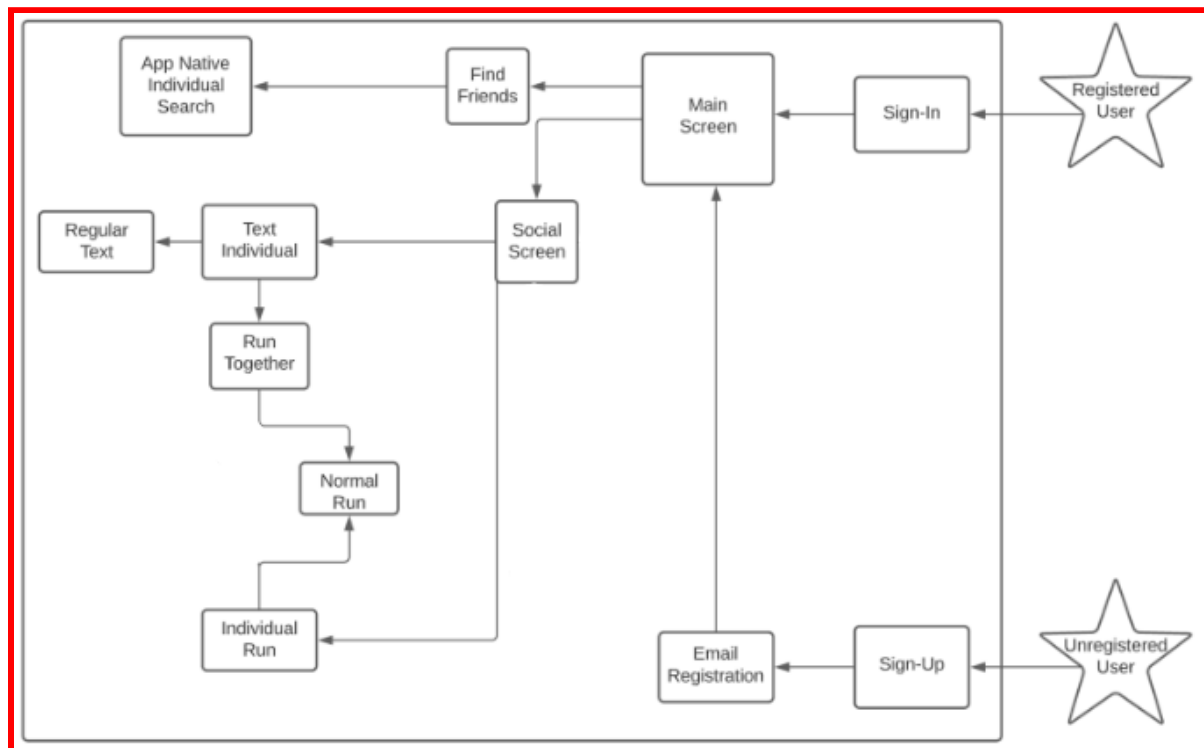 App Native
Individual
Search
Find
Friends
Main
Screen
Sign-In
Registered
User
Regular
Text
Text
Individual
Social
Screen
Run
Together
Normal
Run
Individual
Run
Email
Registration
Sign-Up
Unregistered
User